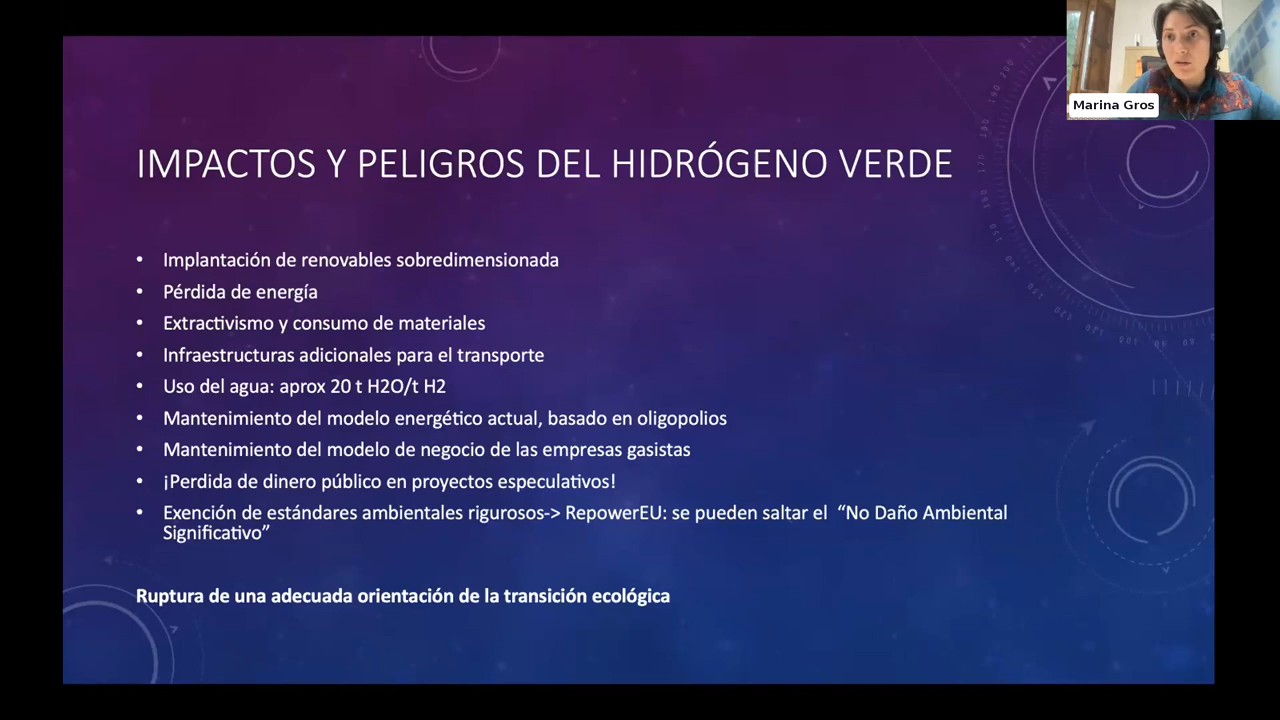 Marina Gros
IMPACTOS Y PELIGROS DEL HIDRÓGENO VERDE
• Implantación de renovables sobredimensionada
• Pérdida de energía
• Extractivismo y consumo de materiales
• Infraestructuras adicionales para el transporte
• Uso del agua: aprox 20 t H2O/t H2
• Mantenimiento del modelo energético actual, basado en oligopolios
• Mantenimiento del modelo de negocio de las empresas gasistas
• ¡Perdida de dinero público en proyectos especulativos!
• Exención de estándares ambientales rigurosos-> RepowerEU: se pueden saltar el “No Daño Ambiental
Significativo”
Ruptura de una adecuada orientación de la transición ecológica